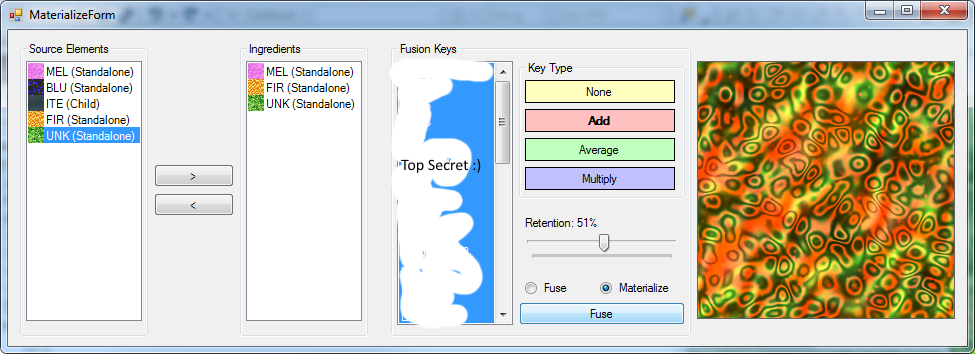 MaterializeForm
Source Elements
MEL (Standalone)
BLU (Standalone)
ITE (Child)
FIR (Standalone)
UNK (Standalone)
>
<
Ingredients
MEL (Standalone)
FIR (Standalone)
UNK (Standalone)
Fusion Keys
Top Secret :)
Key Type
None
Add
Average
Multiply
Retention: 51%
Fuse
Materialize
Fuse